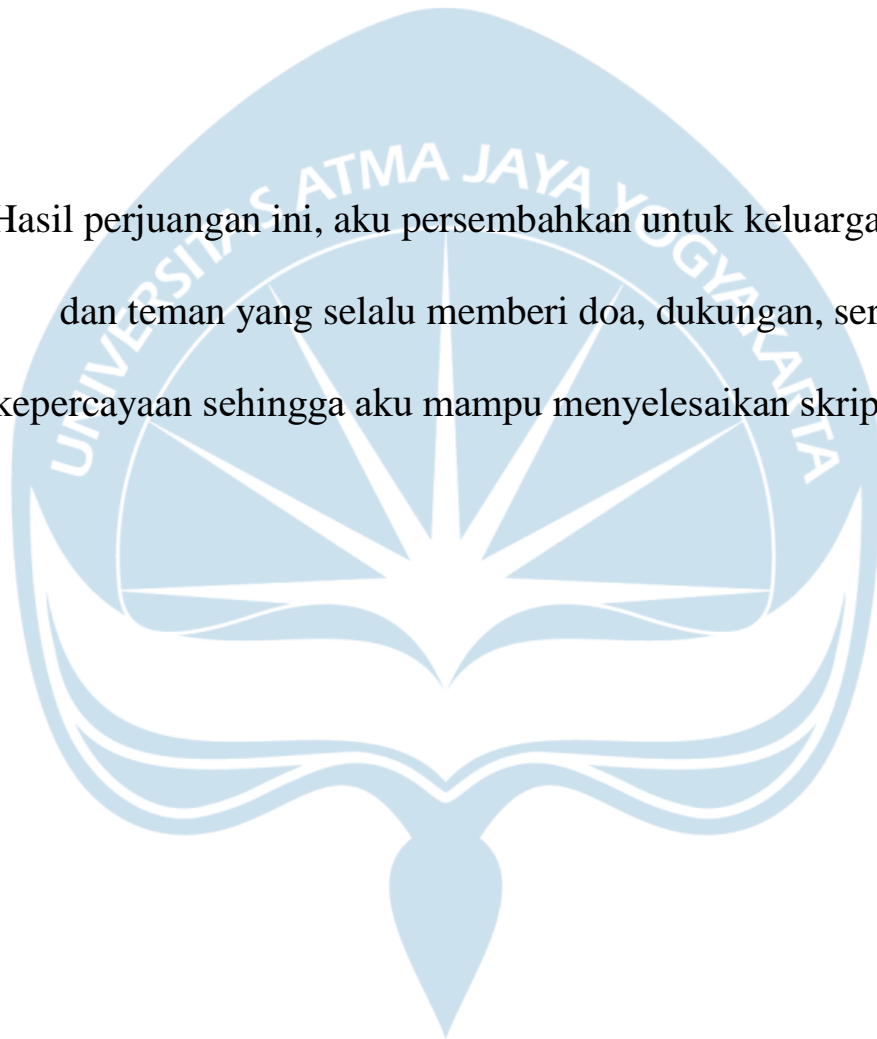 UNIVERSITAS ATMA JAYA YOGYAKARTA
Hasil perjuangan ini, aku persembahkan untuk keluarga
dan teman yang selalu memberi doa, dukungan, ser
kepercayaan sehingga aku mampu menyelesaikan skrip